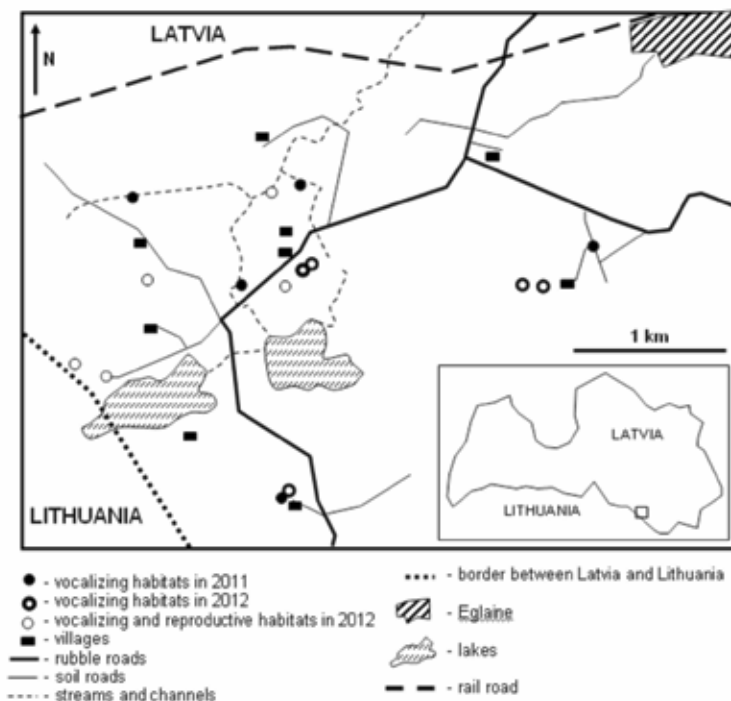 LATVIA
N
1 km
LATVIA
LITHUANIA
LITHUANIA
- vocalizing habitats in 2011
- vocalizing habitats in 2012
- vocalizing and reproductive habitats in 2012
- villages
- rubble roads
- soil roads
- streams and channels
- border between Latvia and Lithuania
- Eglaine
- lakes
- rail road